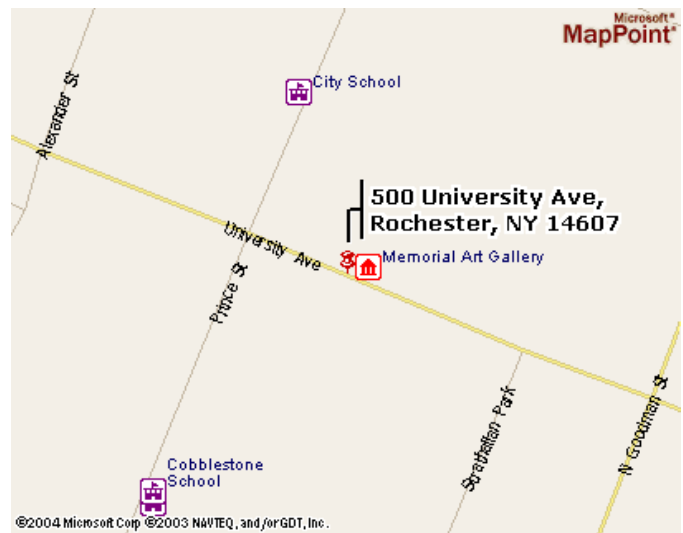 Microsoft®
MapPoint®
City School
Alexander St
500 University Ave,
Rochester, NY 14607
University Ave
Memorial Art Gallery
Prince St
Strathallan Park
N Goodman St
Cobblestone
School
©2004 Microsoft Corp ©2003 NAVTEQ, and/or GDT, Inc.